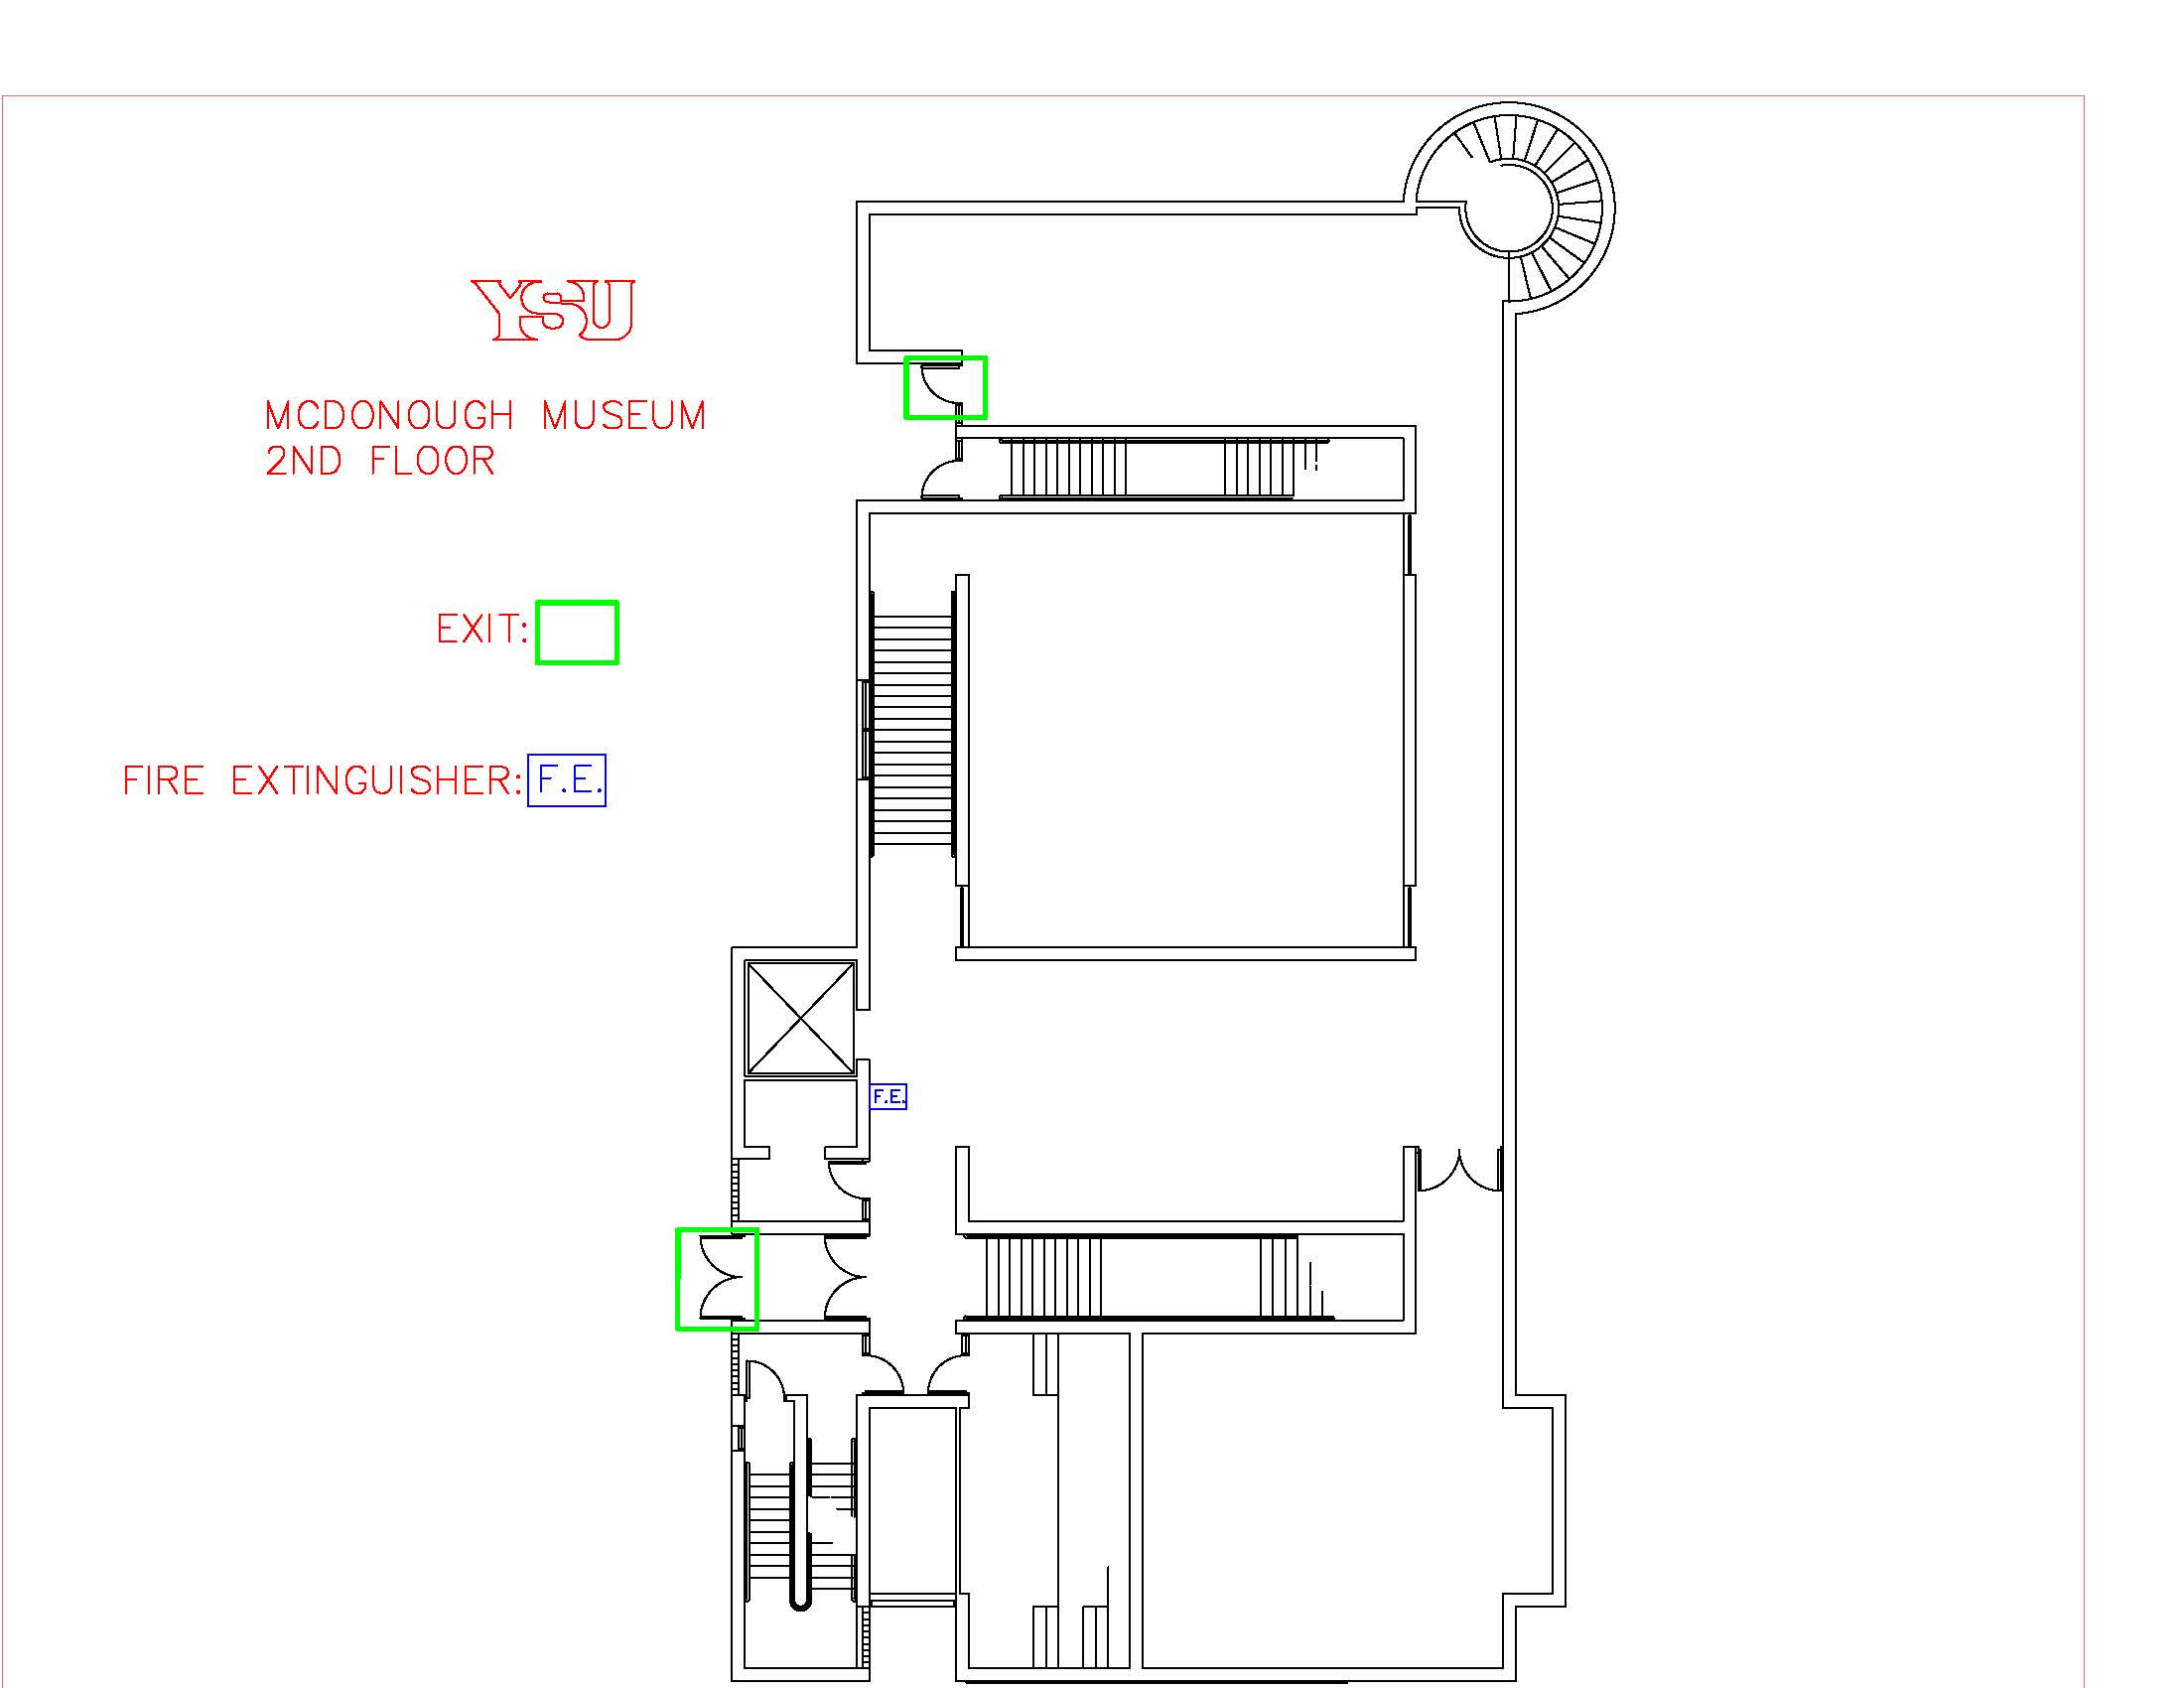 YSU
MCDONOUGH MUSEUM
2ND FLOOR
EXIT:
FIRE EXTINGUISHER: F.E.
F.E.